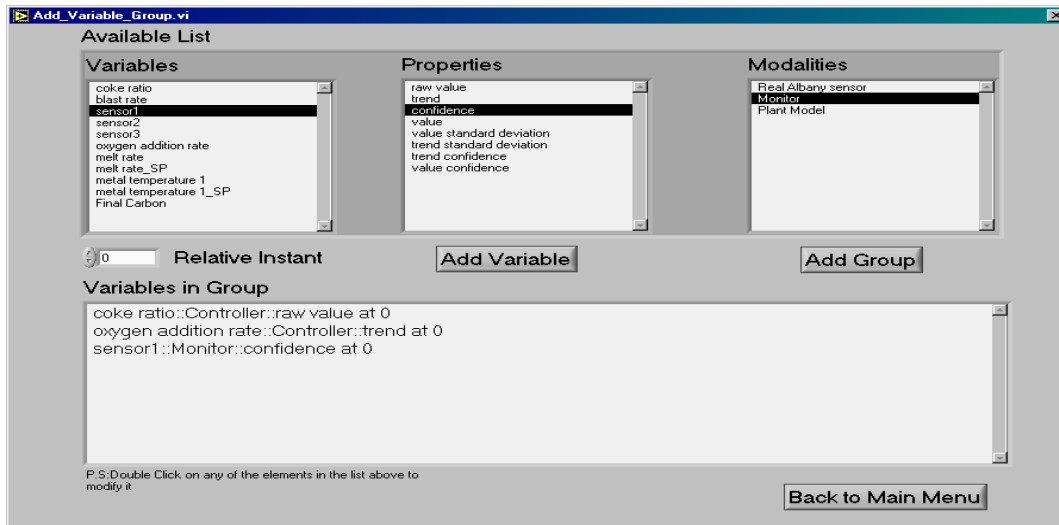 Add_Variable_Group.vi
Available List
Variables
Properties
Modalities
coke ratio
blast rate
sensor1
sensor2
sensor3
oxygen addition rate
melt rate
melt rate_SP
metal temperature 1
metal temperature 1_SP
Final Carbon
raw value
trend
confidence
value
value standard deviation
trend standard deviation
trend confidence
value confidence
Real Albany sensor
Monitor
Plant Model
0
Relative Instant
Add Variable
Add Group
Variables in Group
coke ratio::Controller::raw value at 0
oxygen addition rate::Controller::trend at 0
sensor1::Monitor::confidence at 0
P.S:Double Click on any of the elements in the list above to
modify it
Back to Main Menu